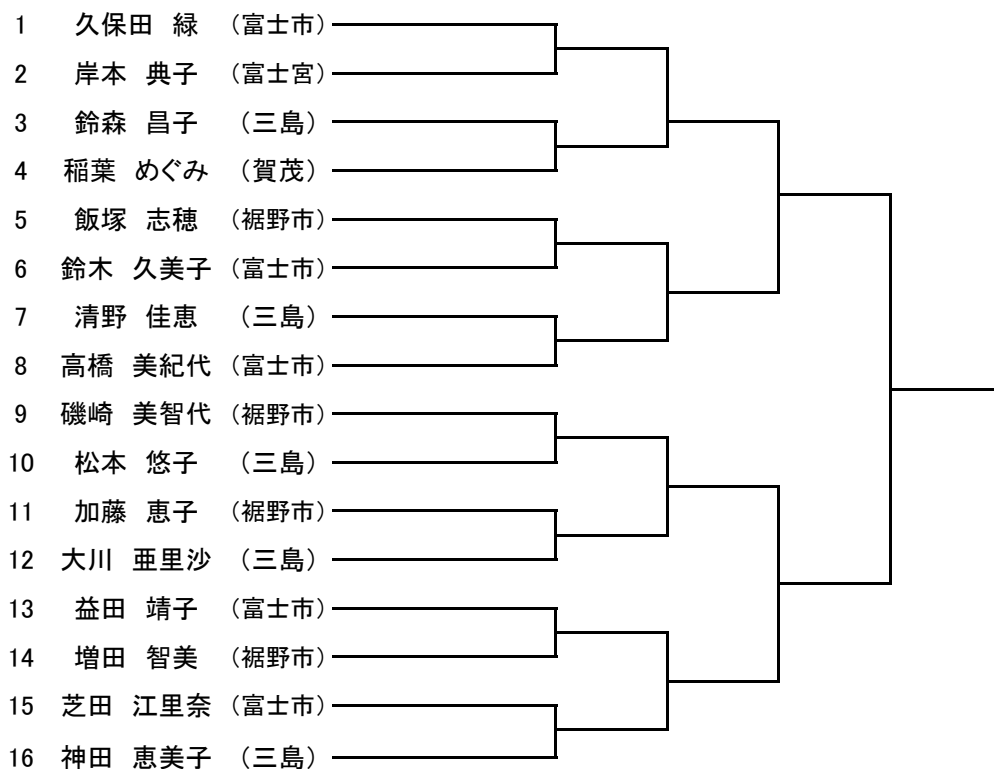 1 久保田 緑 （富士市）
2 岸本 典子 （富士宮）
3 鈴森 昌子 （三島）
4 稲葉 めぐみ （賀茂）
5 飯塚 志穂 （裾野市）
6 鈴木 久美子 （富士市）
7 清野 佳恵 （三島）
8 高橋 美紀代 （富士市）
9 磯崎 美智代 （裾野市）
10 松本 悠子 （三島）
11 加藤 恵子 （裾野市）
12 大川 亜里沙 （三島）
13 益田 靖子 （富士市）
14 増田 智美 （裾野市）
15 芝田 江里奈 （富士市）
16 神田 恵美子 （三島）